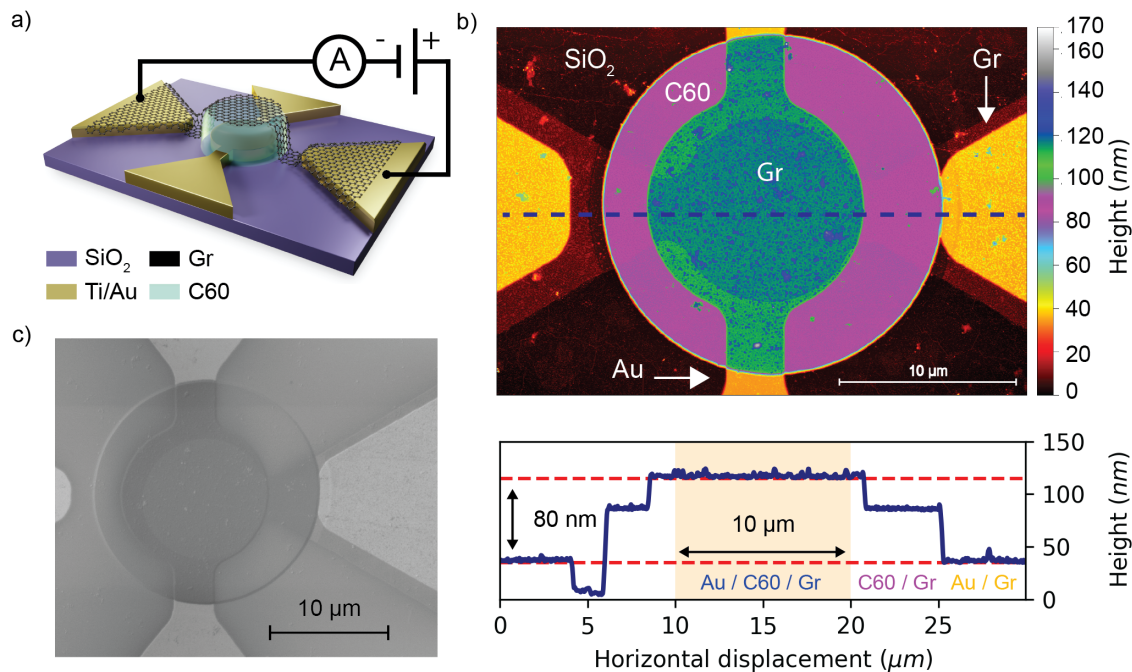 a)
A
-
+
SiO₂
Gr
Ti/Au
C60
b)
SiO₂
C60
Gr
Gr
Au
10 µm
170
160
140
120
100
80
60
40
20
0
Height (nm)
c)
10 µm
80 nm
10 µm
Au / C60 / Gr
C60 / Gr
Au / Gr
150
100
50
0
Height (nm)
0
5
10
15
20
25
Horizontal displacement (µm)